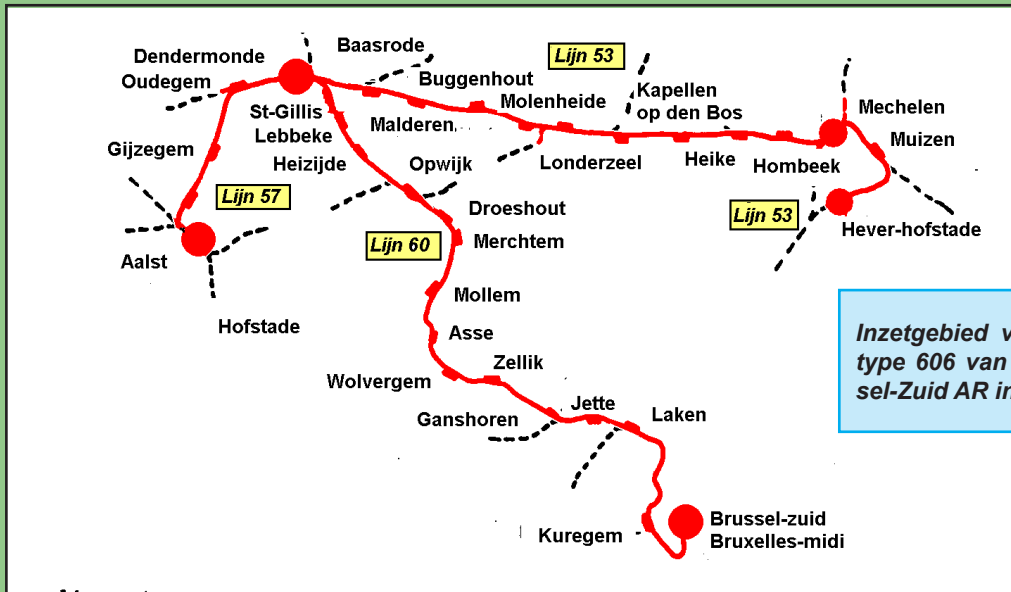 Baasrode
Lijn 53
Dendermonde
Oudegem
Buggenhout
Kapellen
op den Bos
Molenheide
Mechelen
St-Gillis
Lebbeke
Malderen
Muizen
Gijzegem
Heizijde
Opwijk
Londerzeel
Heike
Hombeek
Lijn 57
Droeshout
Lijn 53
Hever-hofstade
Lijn 60
Merchtem
Aalst
Mollem
Hofstade
Asse
Inzetgebied v
type 606 van
sel-Zuid AR in
Zellik
Wolvergem
Jette
Laken
Ganshoren
Kuregem
Brussel-zuid
Bruxelles-midi